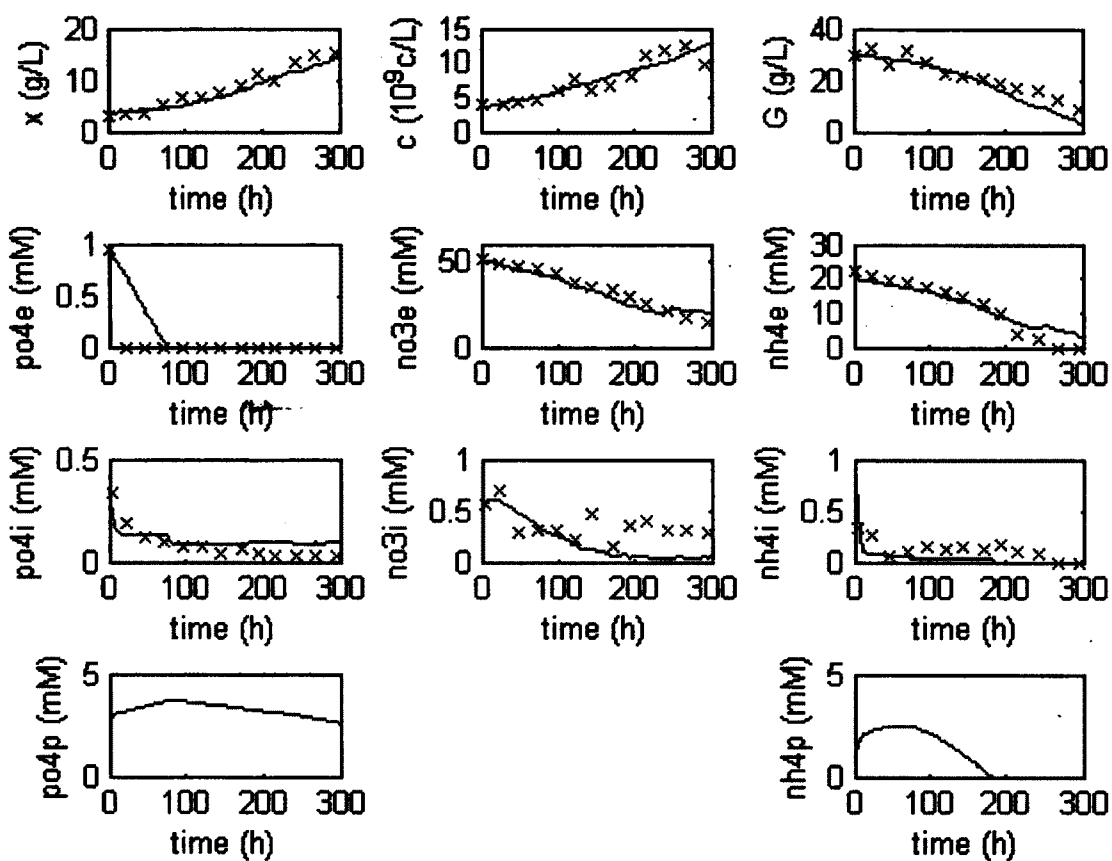 x (g/L)
20
10
0
0 100 200 300
time (h)
c (10⁹c/L)
15
10
5
0
0 100 200 300
time (h)
G (g/L)
40
20
0
0 100 200 300
time (h)
po4e (mM)
1
0.5
0
0 100 200 300
time (h)
no3e (mM)
50
0
0 100 200 300
time (h)
nh4e (mM)
30
20
10
0
0 100 200 300
time (h)
po4i (mM)
0.5
0
0 100 200 300
time (h)
no3i (mM)
1
0.5
0
0 100 200 300
time (h)
nh4i (mM)
1
0.5
0
0 100 200 300
time (h)
po4p (mM)
5
0
0 100 200 300
time (h)
nh4p (mM)
5
0
0 100 200 300
time (h)